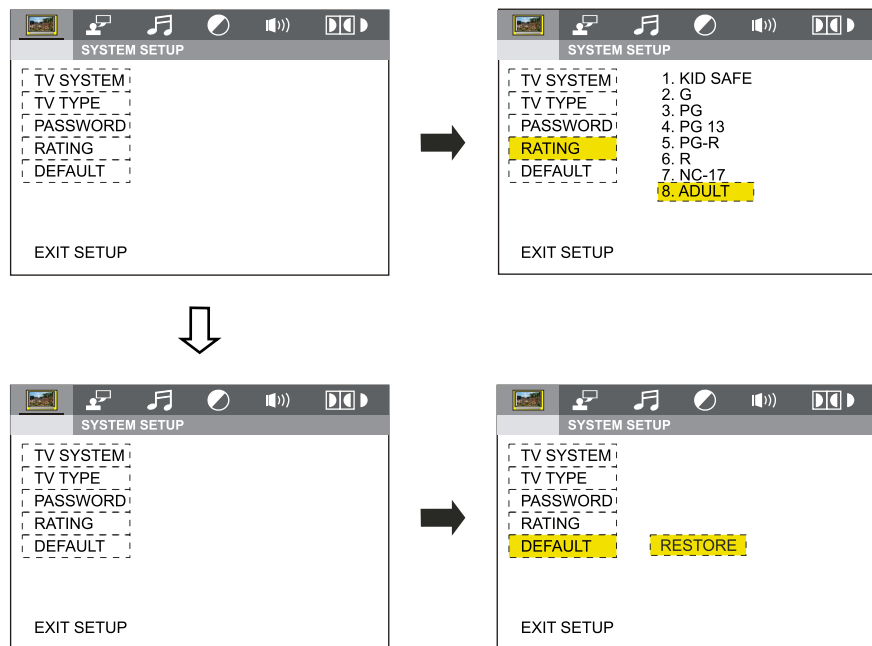 SYSTEM SETUP
TV SYSTEM
TV TYPE
PASSWORD
RATING
DEFAULT
EXIT SETUP
SYSTEM SETUP
TV SYSTEM
TV TYPE
PASSWORD
RATING
DEFAULT
1. KID SAFE
2. G
3. PG
4. PG 13
5. PG-R
6. R
7. NC-17
8. ADULT
EXIT SETUP
SYSTEM SETUP
TV SYSTEM
TV TYPE
PASSWORD
RATING
DEFAULT
EXIT SETUP
SYSTEM SETUP
TV SYSTEM
TV TYPE
PASSWORD
RATING
DEFAULT
RESTORE
EXIT SETUP